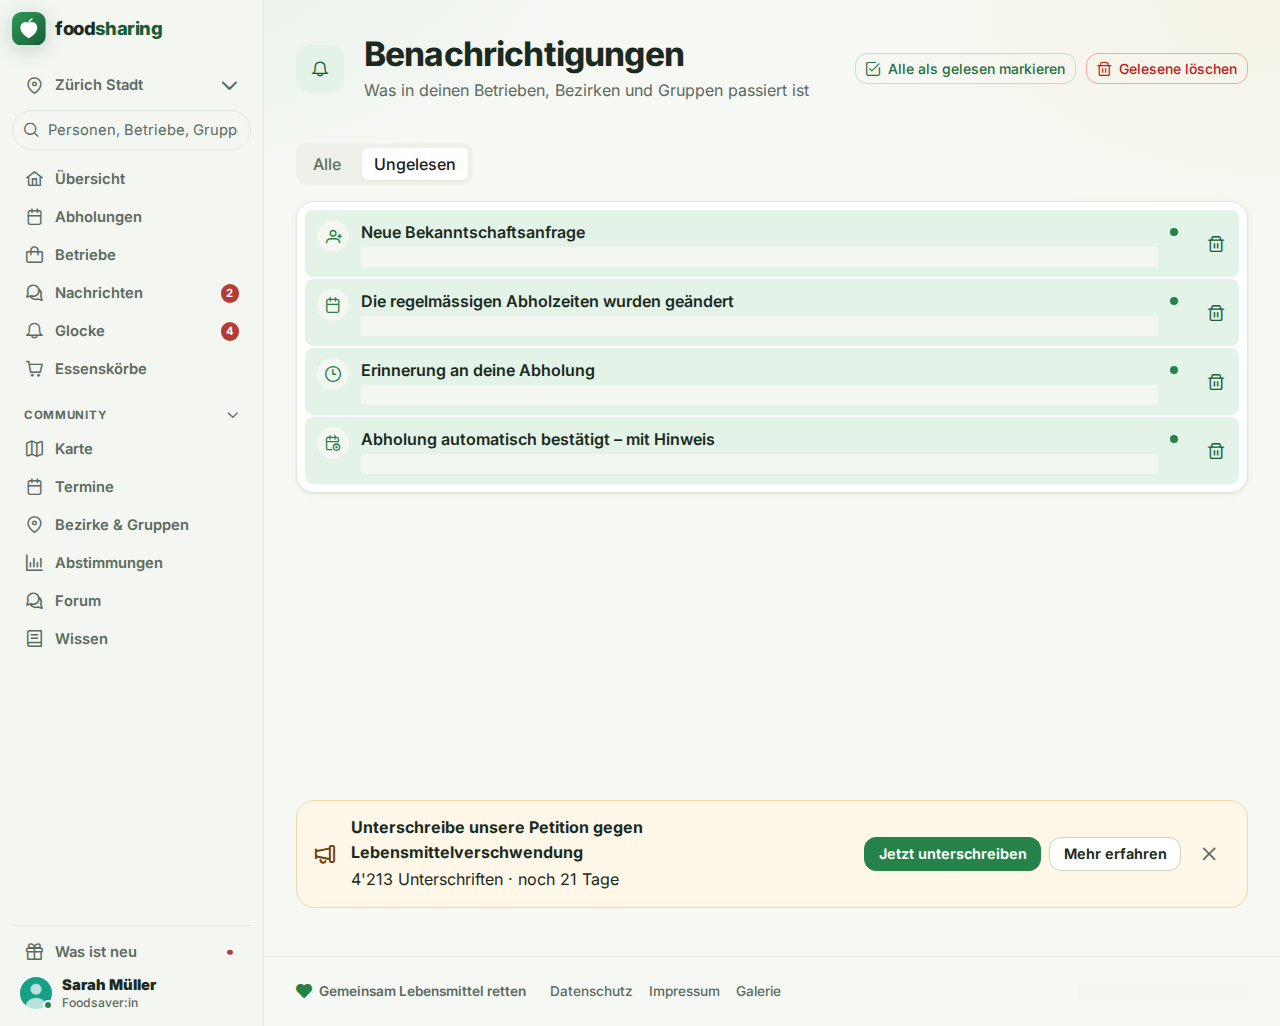 foodsharing
Zürich Stadt
Personen, Betriebe, Grupp
Übersicht
Abholungen
Betriebe
Nachrichten 2
Glocke 4
Essenskörbe
COMMUNITY
Karte
Termine
Bezirke & Gruppen
Abstimmungen
Forum
Wissen
Was ist neu
Sarah Müller
Foodsaver:in
Benachrichtigungen
Was in deinen Betrieben, Bezirken und Gruppen passiert ist
Alle als gelesen markieren
Gelesene löschen
Alle
Ungelesen
Neue Bekanntschaftsanfrage
Die regelmässigen Abholzeiten wurden geändert
Erinnerung an deine Abholung
Abholung automatisch bestätigt – mit Hinweis
Unterschreibe unsere Petition gegen
Lebensmittelverschwendung
4'213 Unterschriften · noch 21 Tage
Jetzt unterschreiben
Mehr erfahren
Gemeinsam Lebensmittel retten
Datenschutz
Impressum
Galerie